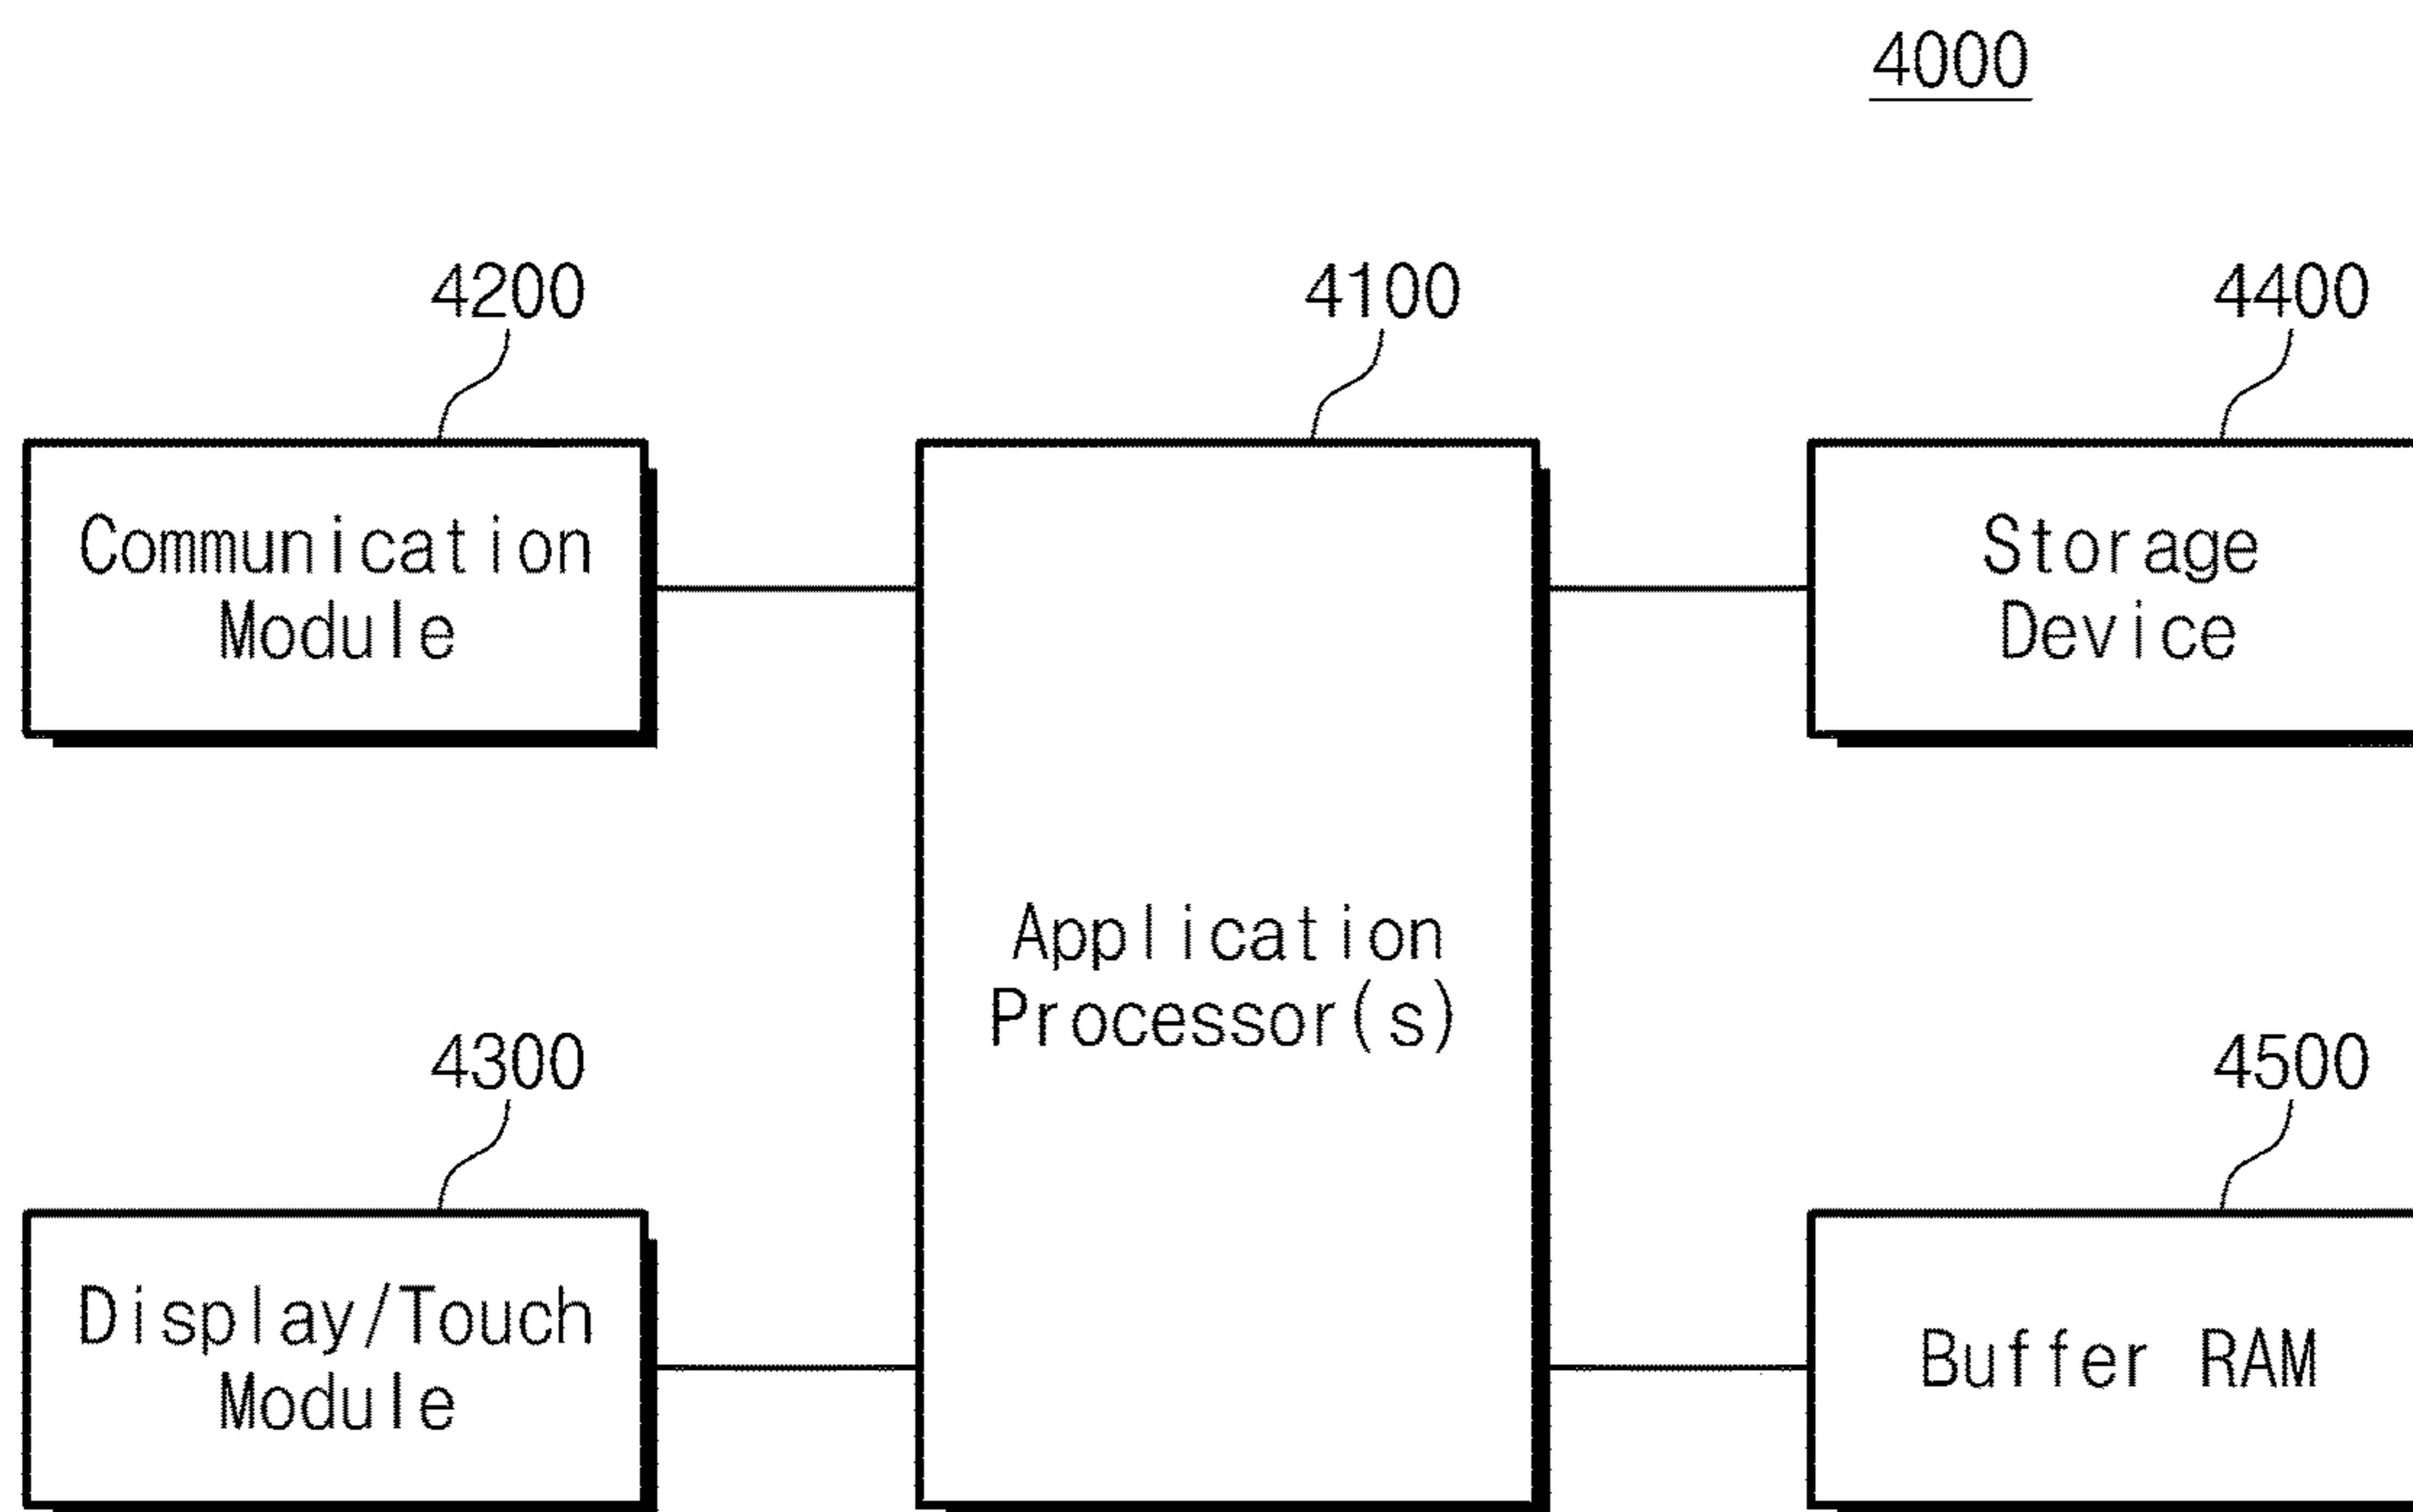 4000
4200
4100
4400
Communication
Module
Storage
Device
Application
Processor(s)
4300
4500
Display/Touch
Module
Buffer RAM